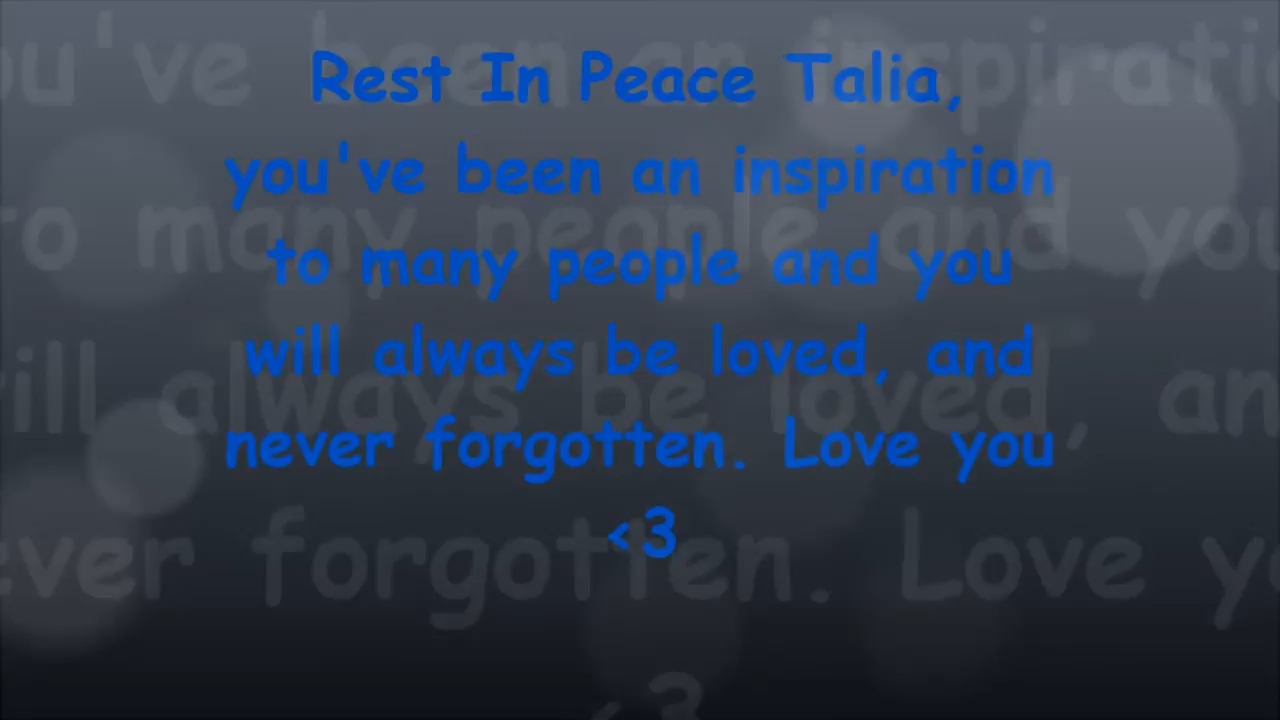 Rest In Peace Talia,
you've been an inspiration
to many people and you
will always be loved, and
never forgotten. Love you
<3